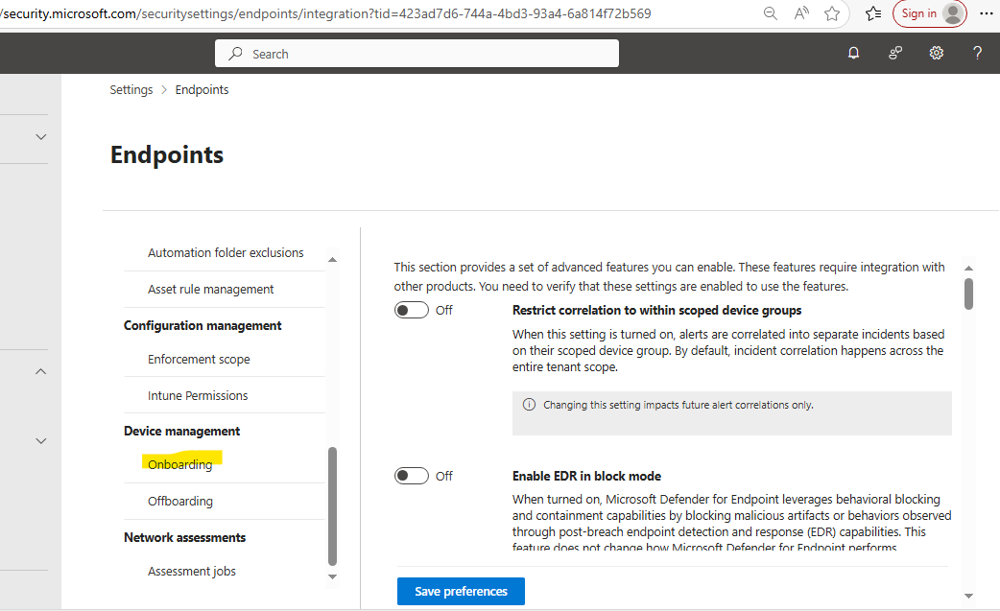 /security.microsoft.com/securitysettings/endpoints/integration?tid=423ad7d6-744a-4bd3-93a4-6a814f72b569
Sign in
Search
Settings > Endpoints
Endpoints
Automation folder exclusions
Asset rule management
Configuration management
Enforcement scope
Intune Permissions
Device management
Onboarding
Offboarding
Network assessments
Assessment jobs
This section provides a set of advanced features you can enable. These features require integration with
other products. You need to verify that these settings are enabled to use the features.
Off
Restrict correlation to within scoped device groups
When this setting is turned on, alerts are correlated into separate incidents based
on their scoped device group. By default, incident correlation happens across the
entire tenant scope.
Changing this setting impacts future alert correlations only.
Off
Enable EDR in block mode
When turned on, Microsoft Defender for Endpoint leverages behavioral blocking
and containment capabilities by blocking malicious artifacts or behaviors observed
through post-breach endpoint detection and response (EDR) capabilities. This
feature does not change how Microsoft Defender for Endpoint performs
Save preferences